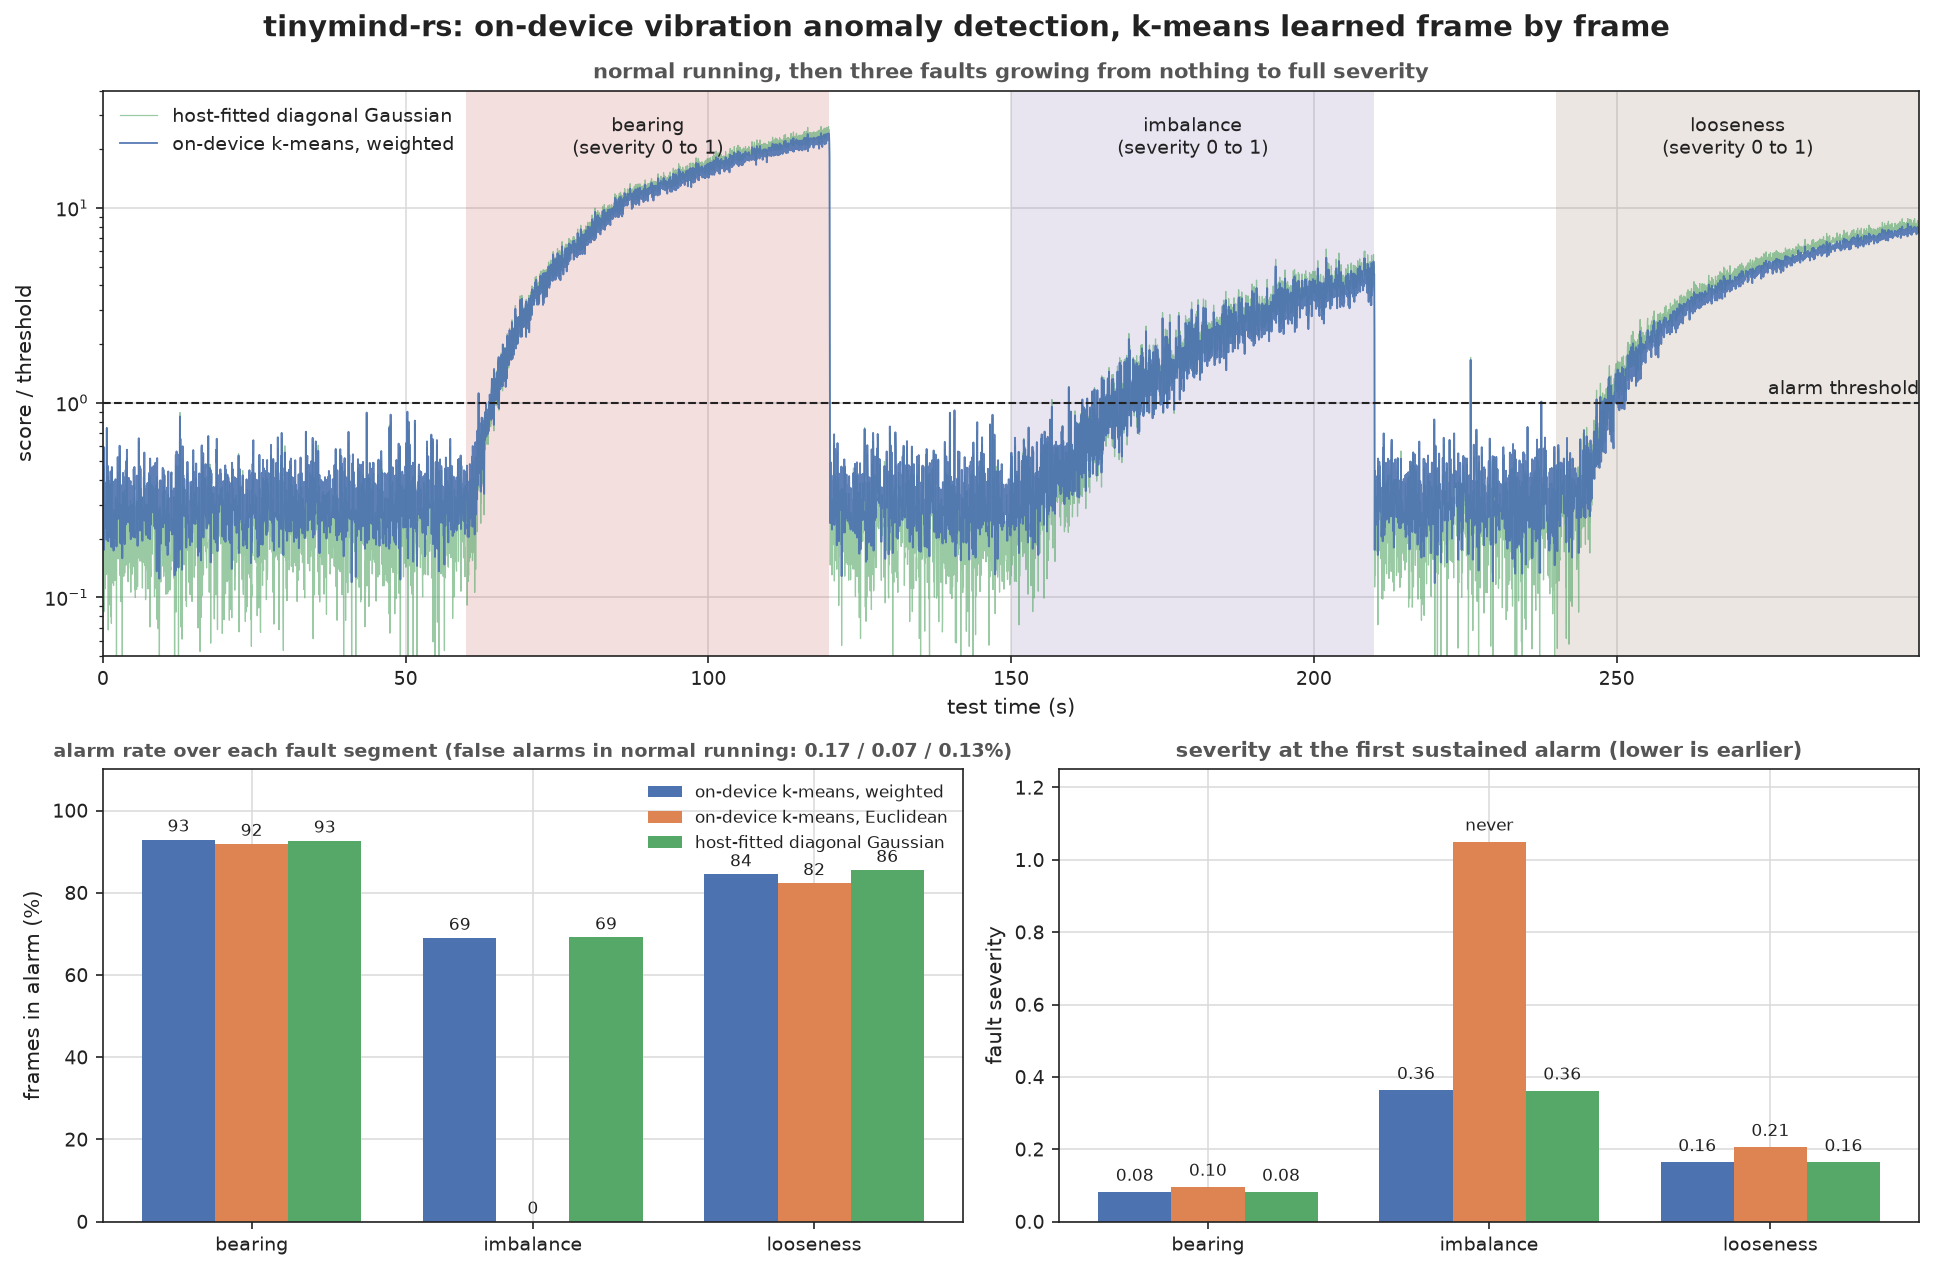 tinymind-rs: on-device vibration anomaly detection, k-means learned frame by frame
normal running, then three faults growing from nothing to full severity
host-fitted diagonal Gaussian
on-device k-means, weighted
bearing
(severity 0 to 1)
imbalance
(severity 0 to 1)
looseness
(severity 0 to 1)
alarm threshold
score / threshold
10¹
10⁰
10⁻¹
0
50
100
150
200
250
test time (s)
alarm rate over each fault segment (false alarms in normal running: 0.17 / 0.07 / 0.13%)
on-device k-means, weighted
on-device k-means, Euclidean
host-fitted diagonal Gaussian
frames in alarm (%)
100
80
60
40
20
0
93
92
93
69
0
69
84
82
86
bearing
imbalance
looseness
severity at the first sustained alarm (lower is earlier)
fault severity
1.2
1.0
0.8
0.6
0.4
0.2
0.0
0.08
0.10
0.08
0.36
never
0.36
0.16
0.21
0.16
bearing
imbalance
looseness